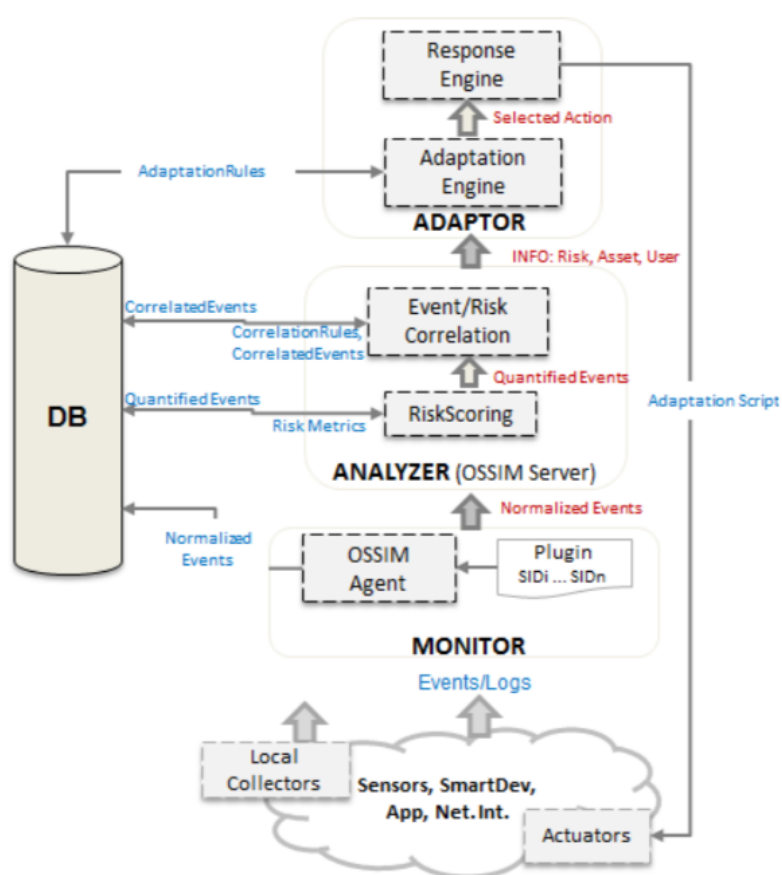 Response
Engine
Selected Action
AdaptationRules
Adaptation
Engine
ADAPTOR
INFO: Risk, Asset, User
CorrelatedEvents
Event/Risk
Correlation
CorrelationRules,
CorrelatedEvents
Quantified Events
DB
QuantifiedEvents
RiskScoring
Risk Metrics
Adaptation Script
ANALYZER (OSSIM Server)
Normalized Events
Normalized
Events
OSSIM
Agent
Plugin
SIDi ... SIDn
MONITOR
Events/Logs
Local
Collectors
Sensors, SmartDev,
App, Net.Int.
Actuators